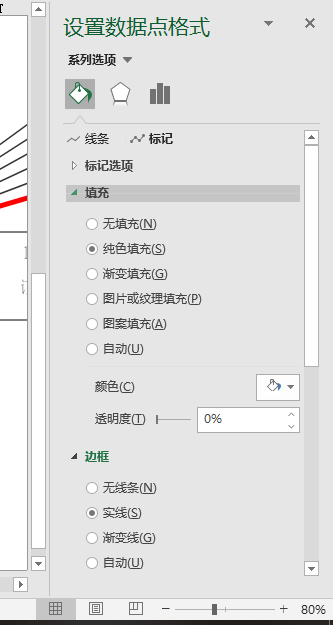 设置数据点格式
系列选项
线条 标记
标记选项
填充
无填充(N)
纯色填充(S)
渐变填充(G)
图片或纹理填充(P)
图案填充(A)
自动(U)
颜色(C)
透明度(T) 0%
边框
无线条(N)
实线(S)
渐变线(G)
自动(U)
80%